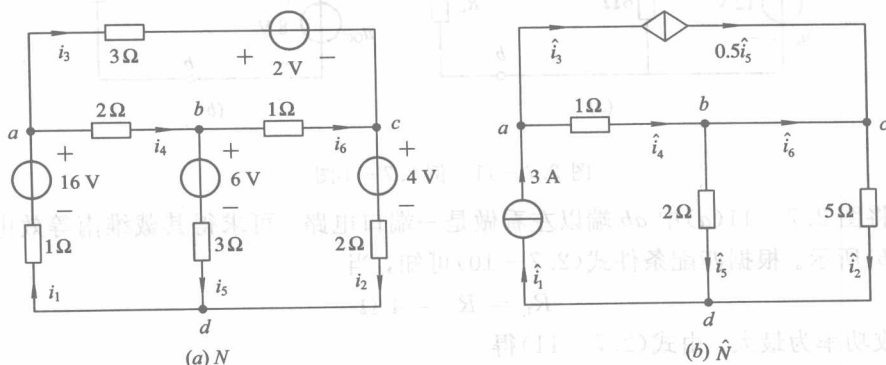 i₃
3Ω
+
2 V
−
2Ω
b
1Ω
a
i₄
i₆
c
+
16 V
−
+
6 V
−
+
4 V
−
1Ω
3Ω
2Ω
i₁
i₅
i₂
d
(a) N
î₃
0.5î₅
1Ω
b
a
î₄
î₆
c
3 A
2Ω
5Ω
î₁
î₅
î₂
d
(b) N̂